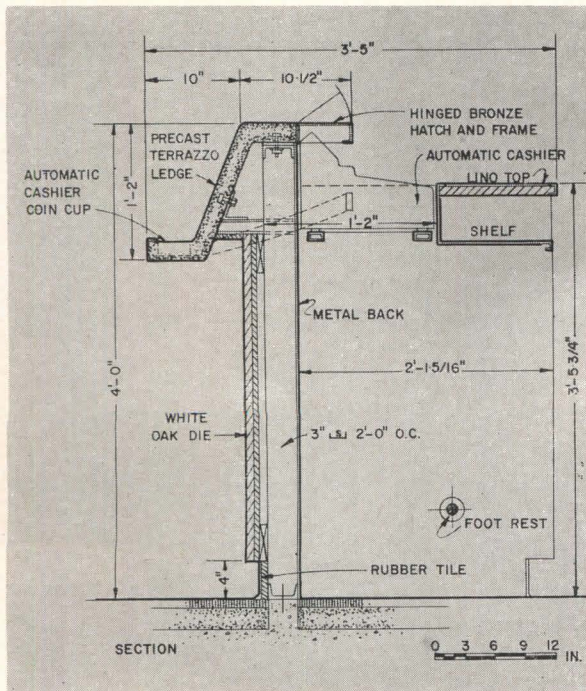 3'-5"
10"
10-1/2"
HINGED BRONZE
HATCH AND FRAME
PRECAST
TERRAZZO
LEDGE
AUTOMATIC CASHIER
LINO TOP
AUTOMATIC
CASHIER
COIN CUP
1'-2"
1'-2"
SHELF
METAL BACK
4'-0"
2'-1-5/16"
3'-5 3/4"
WHITE
OAK DIE
3" 2'-0" O.C.
FOOT REST
4"
RUBBER TILE
SECTION
0 3 6 9 12
IN.